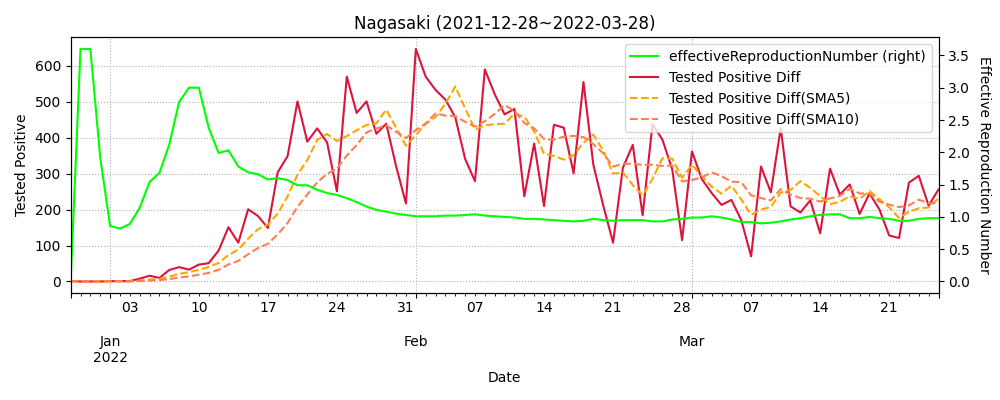 Nagasaki (2021-12-28~2022-03-28)
effectiveReproductionNumber (right)
Tested Positive Diff
Tested Positive Diff(SMA5)
Tested Positive Diff(SMA10)
Tested Positive
600
500
400
300
200
100
0
3.5
3.0
2.5
2.0
1.5
1.0
0.5
0.0
Effective Reproduction Number
03 10 17 24 31 07 14 21 28 07 14 21
Jan Feb Mar
2022
Date